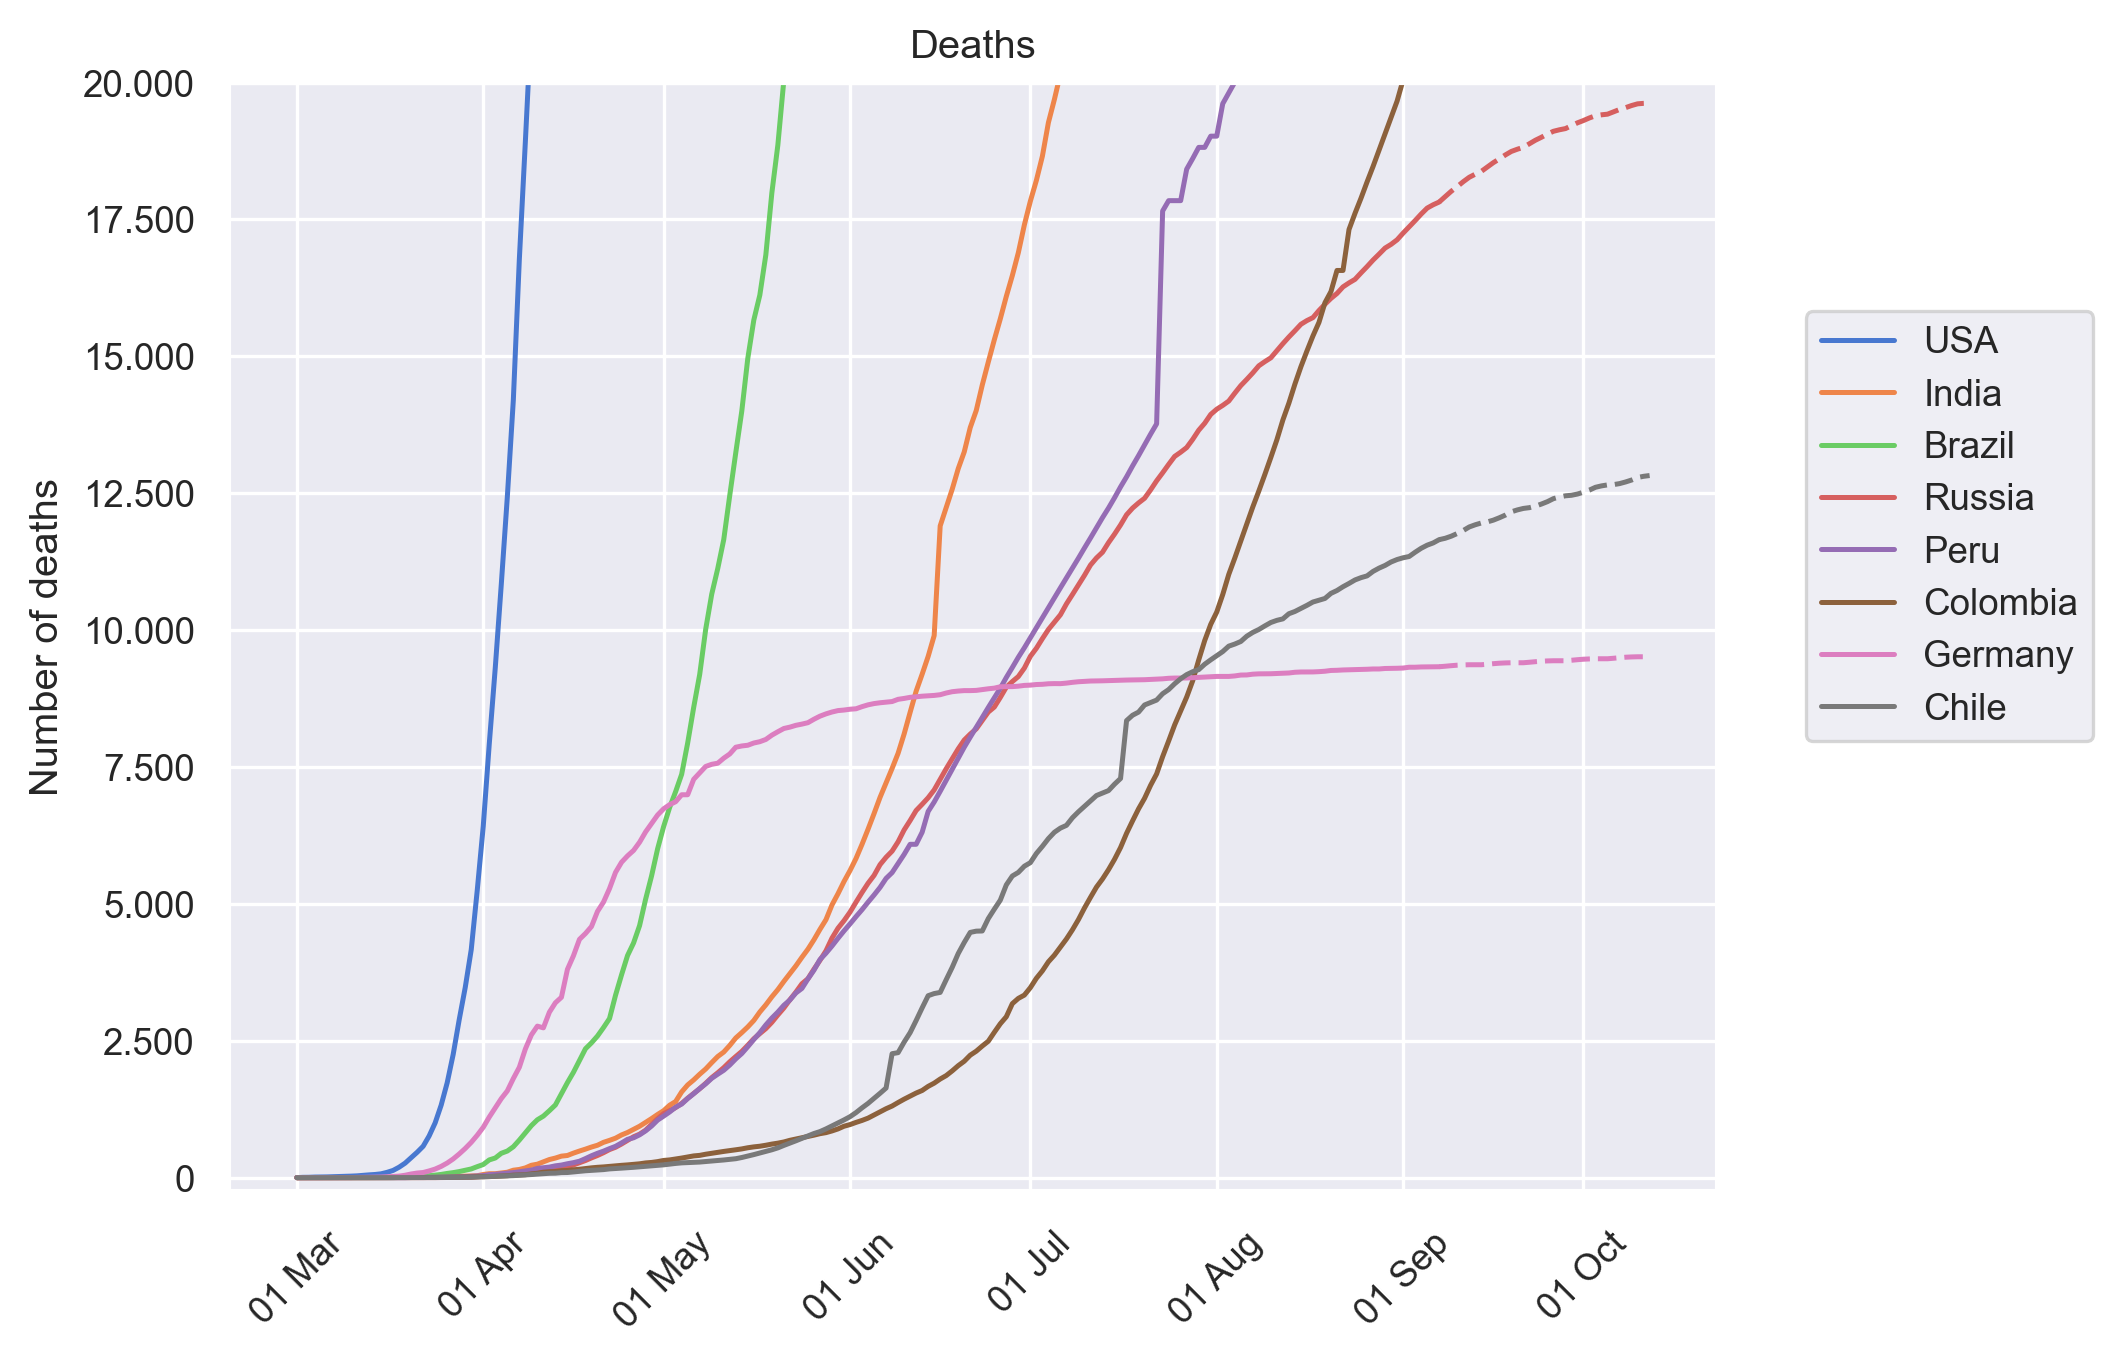 Deaths
20.000
17.500
15.000
12.500
10.000
7.500
5.000
2.500
0
Number of deaths
01 Mar
01 Apr
01 May
01 Jun
01 Jul
01 Aug
01 Sep
01 Oct
USA
India
Brazil
Russia
Peru
Colombia
Germany
Chile